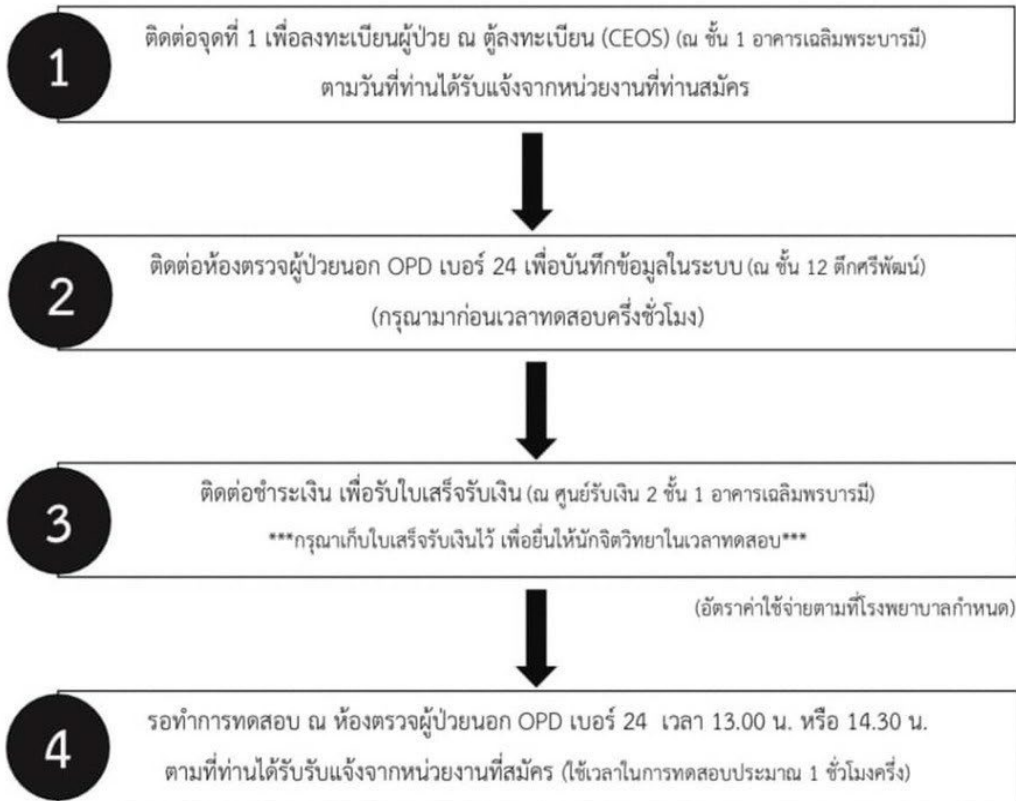 1
ติดต่อจุดที่ 1 เพื่อลงทะเบียนผู้ป่วย ณ ตู้ลงทะเบียน (CEOS) (ณ ชั้น 1 อาคารเฉลิมพระบารมี)
ตามวันที่ท่านได้รับแจ้งจากหน่วยงานที่ท่านสมัคร
2
ติดต่อห้องตรวจผู้ป่วยนอก OPD เบอร์ 24 เพื่อบันทึกข้อมูลในระบบ (ณ ชั้น 12 ตึกศรีพัฒน์)
(กรุณามาก่อนเวลาทดสอบครึ่งชั่วโมง)
3
ติดต่อชำระเงิน เพื่อรับใบเสร็จรับเงิน (ณ ศูนย์รับเงิน 2 ชั้น 1 อาคารเฉลิมพรบารมี)
***กรุณาเก็บใบเสร็จรับเงินไว้ เพื่อยื่นให้นักจิตวิทยาในเวลาทดสอบ***
(อัตราค่าใช้จ่ายตามที่โรงพยาบาลกำหนด)
4
รอทำการทดสอบ ณ ห้องตรวจผู้ป่วยนอก OPD เบอร์ 24 เวลา 13.00 น. หรือ 14.30 น.
ตามที่ท่านได้รับรับแจ้งจากหน่วยงานที่สมัคร (ใช้เวลาในการทดสอบประมาณ 1 ชั่วโมงครึ่ง)